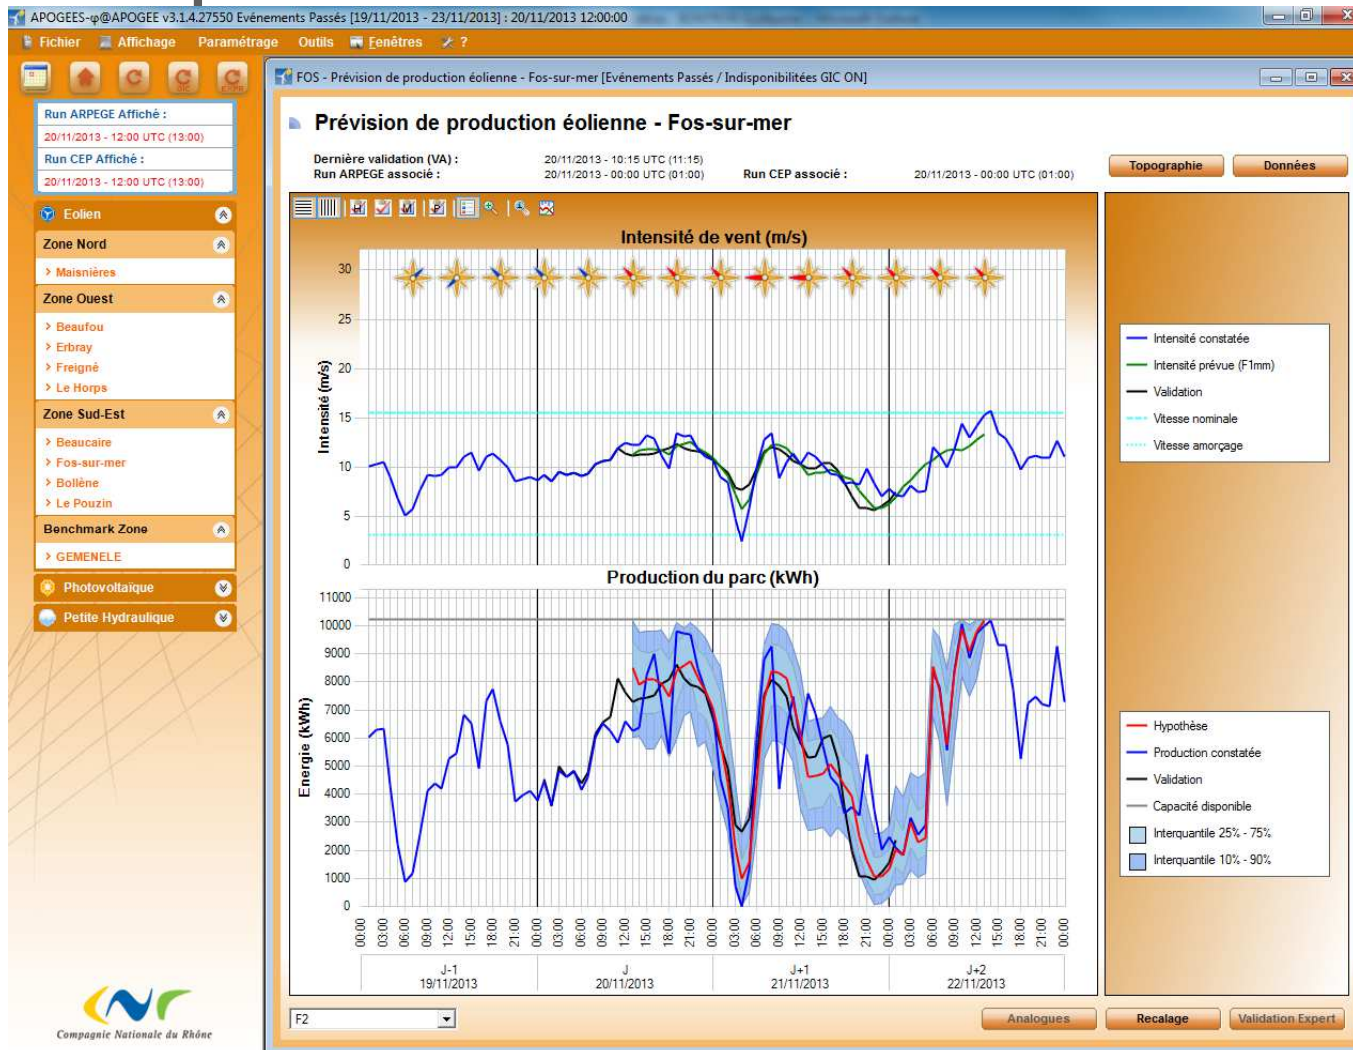 APOGEES-φ@APOGEE v3.1.4.27550 Evénements Passés [19/11/2013 - 23/11/2013] : 20/11/2013 12:00:00
Fichier Affichage Paramétrage Outils Fenêtres ?
GIC
Run ARPEGE Affiché :
20/11/2013 - 12:00 UTC (13:00)
Run CEP Affiché :
20/11/2013 - 12:00 UTC (13:00)
Eolien
Zone Nord
> Maisnières
Zone Ouest
> Beaufou
> Erbray
> Freigné
> Le Horps
Zone Sud-Est
> Beaucaire
> Fos-sur-mer
> Bollène
> Le Pouzin
Benchmark Zone
> GEMENELE
Photovoltaïque
Petite Hydraulique
Compagnie Nationale du Rhône
FOS - Prévision de production éolienne - Fos-sur-mer [Evénements Passés / Indisponibilitées GIC ON]
Prévision de production éolienne - Fos-sur-mer
Dernière validation (VA) : 20/11/2013 - 10:15 UTC (11:15)
Run ARPEGE associé : 20/11/2013 - 00:00 UTC (01:00) Run CEP associé : 20/11/2013 - 00:00 UTC (01:00)
Topographie Données
Intensité de vent (m/s)
Intensité (m/s)
30
25
20
15
10
5
0
Intensité constatée
Intensité prévue (F1mm)
Validation
Vitesse nominale
Vitesse amorçage
Production du parc (kWh)
Energie (kWh)
11000
10000
9000
8000
7000
6000
5000
4000
3000
2000
1000
0
Hypothèse
Production constatée
Validation
Capacité disponible
Interquantile 25% - 75%
Interquantile 10% - 90%
00:00 03:00 06:00 09:00 12:00 15:00 18:00 21:00 00:00 03:00 06:00 09:00 12:00 15:00 18:00 21:00 00:00 03:00 06:00 09:00 12:00 15:00 18:00 21:00 00:00 03:00 06:00 09:00 12:00 15:00 18:00 21:00 00:00
J-1 J J+1 J+2
19/11/2013 20/11/2013 21/11/2013 22/11/2013
F2
Analogues Recalage Validation Expert